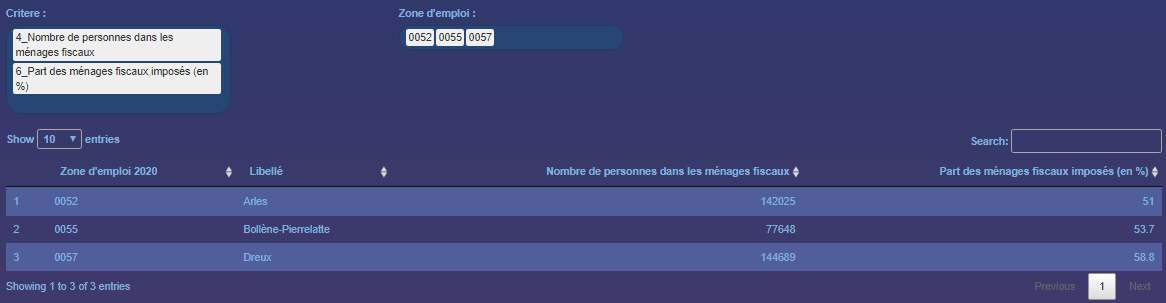 Critere :
Zone d'emploi :
4_Nombre de personnes dans les
ménages fiscaux
6_Part des ménages fiscaux imposés (en
%)
0052 0055 0057
Show 10 entries
Search:
Zone d'emploi 2020 Libellé Nombre de personnes dans les ménages fiscaux Part des ménages fiscaux imposés (en %)
1 0052 Arles 142025 51
2 0055 Bollène-Pierrelatte 77648 53.7
3 0057 Dreux 144689 58.8
Showing 1 to 3 of 3 entries
Previous 1 Next